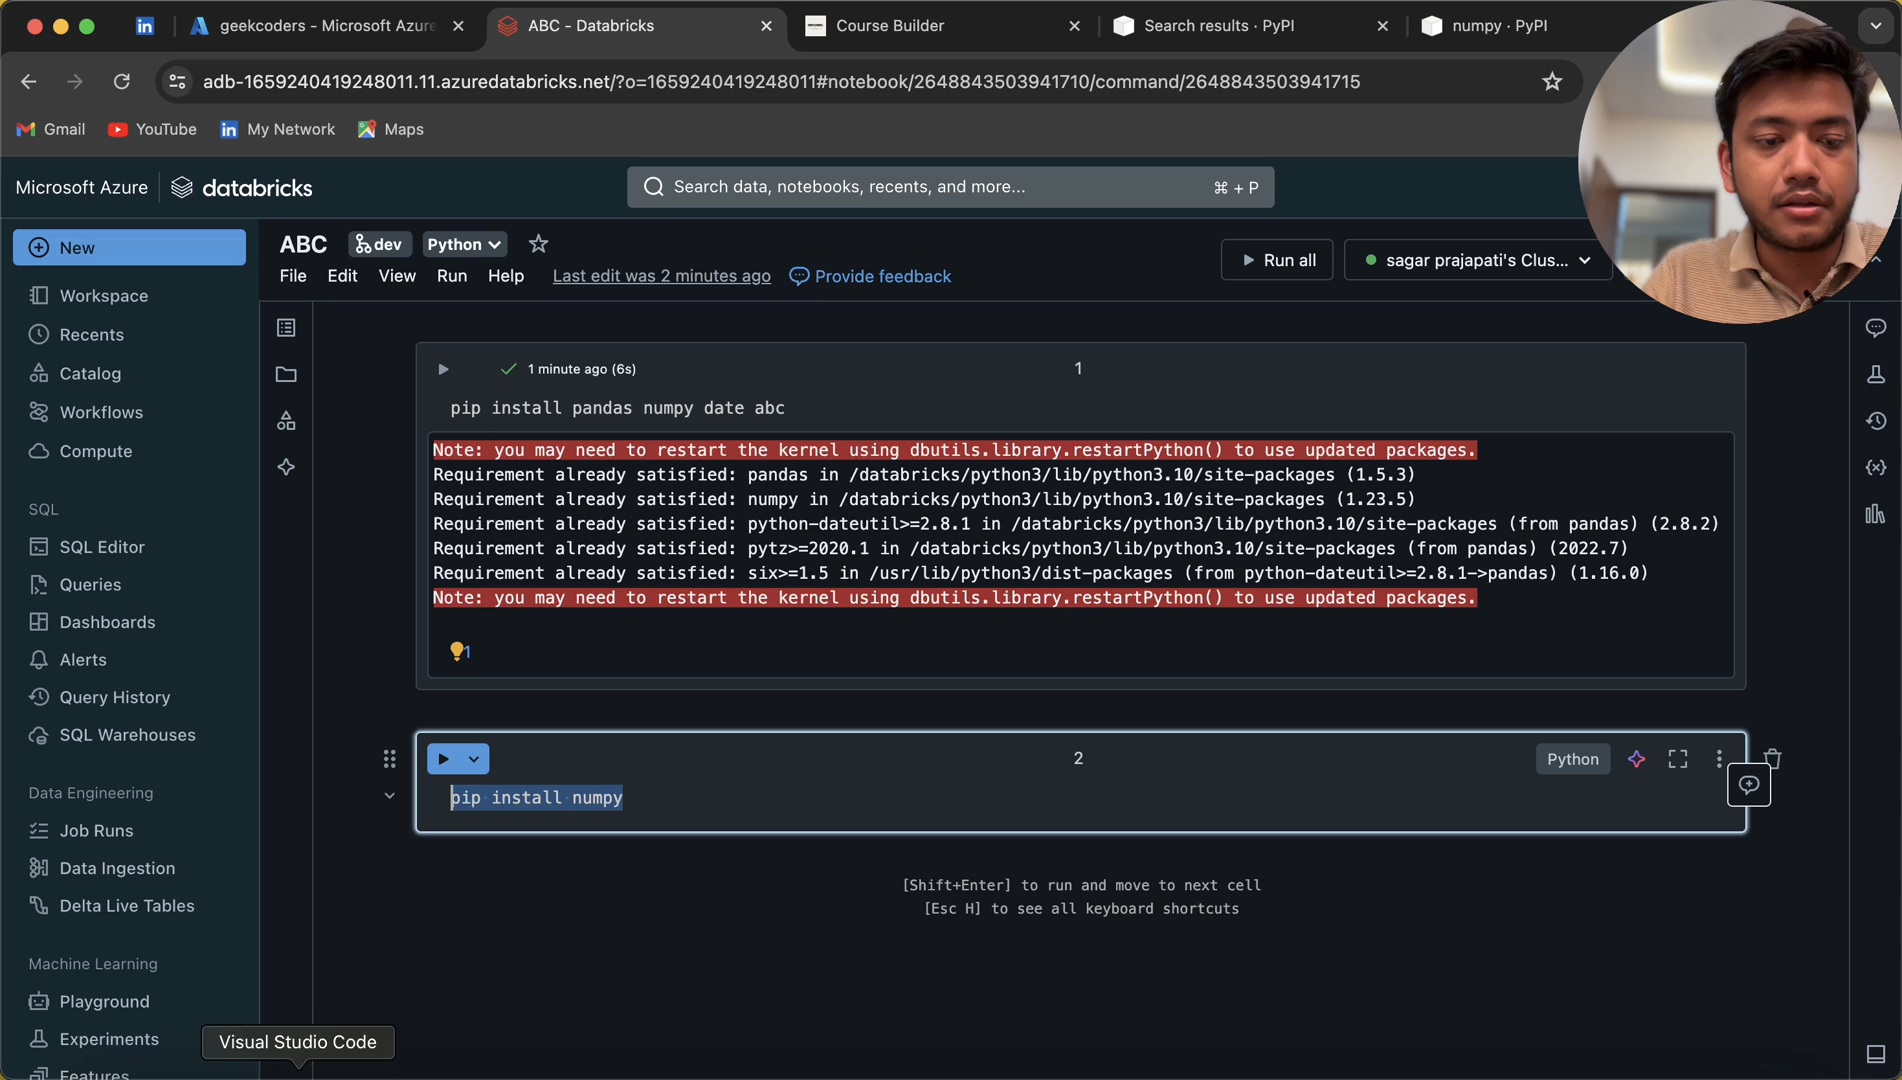 geekcoders - Microsoft Azure
ABC - Databricks
Course Builder
Search results · PyPI
numpy · PyPI
adb-1659240419248011.11.azuredatabricks.net/?o=1659240419248011#notebook/2648843503941710/command/2648843503941715
Gmail
YouTube
My Network
Maps
Microsoft Azure
databricks
Search data, notebooks, recents, and more...
⌘ + P
New
Workspace
Recents
Catalog
Workflows
Compute
SQL
SQL Editor
Queries
Dashboards
Alerts
Query History
SQL Warehouses
Data Engineering
Job Runs
Data Ingestion
Delta Live Tables
Machine Learning
Playground
Experiments
Features
Visual Studio Code
ABC
dev
Python
File Edit View Run Help Last edit was 2 minutes ago Provide feedback
Run all
sagar prajapati's Clus...
1 minute ago (6s)
1
pip install pandas numpy date abc
Note: you may need to restart the kernel using dbutils.library.restartPython() to use updated packages.
Requirement already satisfied: pandas in /databricks/python3/lib/python3.10/site-packages (1.5.3)
Requirement already satisfied: numpy in /databricks/python3/lib/python3.10/site-packages (1.23.5)
Requirement already satisfied: python-dateutil>=2.8.1 in /databricks/python3/lib/python3.10/site-packages (from pandas) (2.8.2)
Requirement already satisfied: pytz>=2020.1 in /databricks/python3/lib/python3.10/site-packages (from pandas) (2022.7)
Requirement already satisfied: six>=1.5 in /usr/lib/python3/dist-packages (from python-dateutil>=2.8.1->pandas) (1.16.0)
Note: you may need to restart the kernel using dbutils.library.restartPython() to use updated packages.
1
2
Python
pip install numpy
[Shift+Enter] to run and move to next cell
[Esc H] to see all keyboard shortcuts